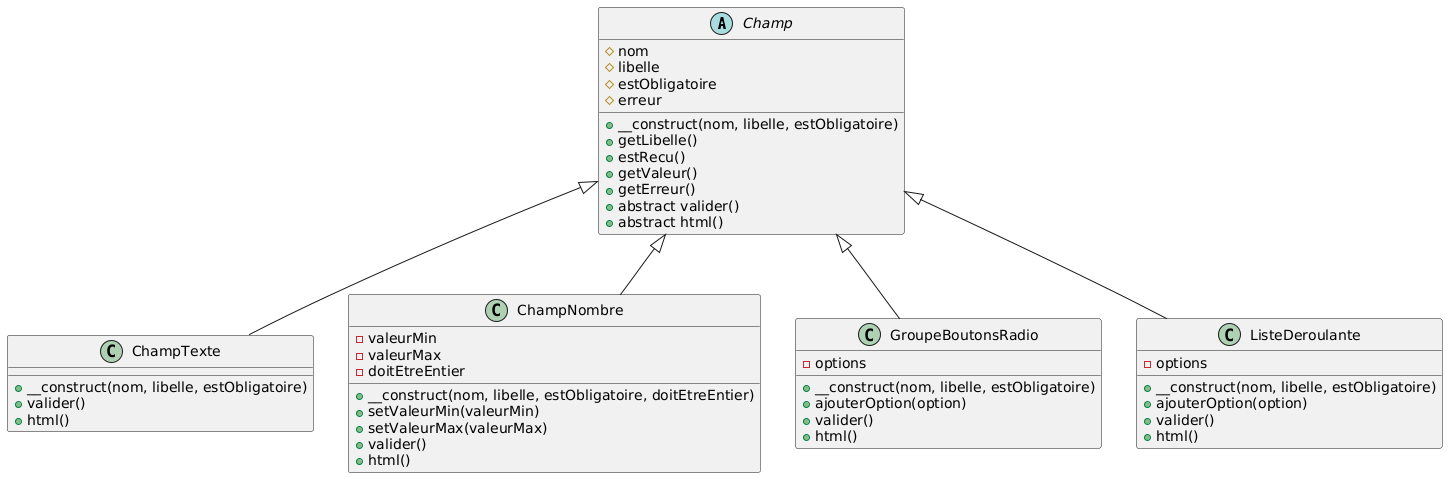 A Champ
nom
libelle
estObligatoire
erreur
__construct(nom, libelle, estObligatoire)
getLibelle()
estRecu()
getValeur()
getErreur()
abstract valider()
abstract html()
C ChampTexte
__construct(nom, libelle, estObligatoire)
valider()
html()
C ChampNombre
valeurMin
valeurMax
doitEtreEntier
__construct(nom, libelle, estObligatoire, doitEtreEntier)
setValeurMin(valeurMin)
setValeurMax(valeurMax)
valider()
html()
C GroupeBoutonsRadio
options
__construct(nom, libelle, estObligatoire)
ajouterOption(option)
valider()
html()
C ListeDeroulante
options
__construct(nom, libelle, estObligatoire)
ajouterOption(option)
valider()
html()